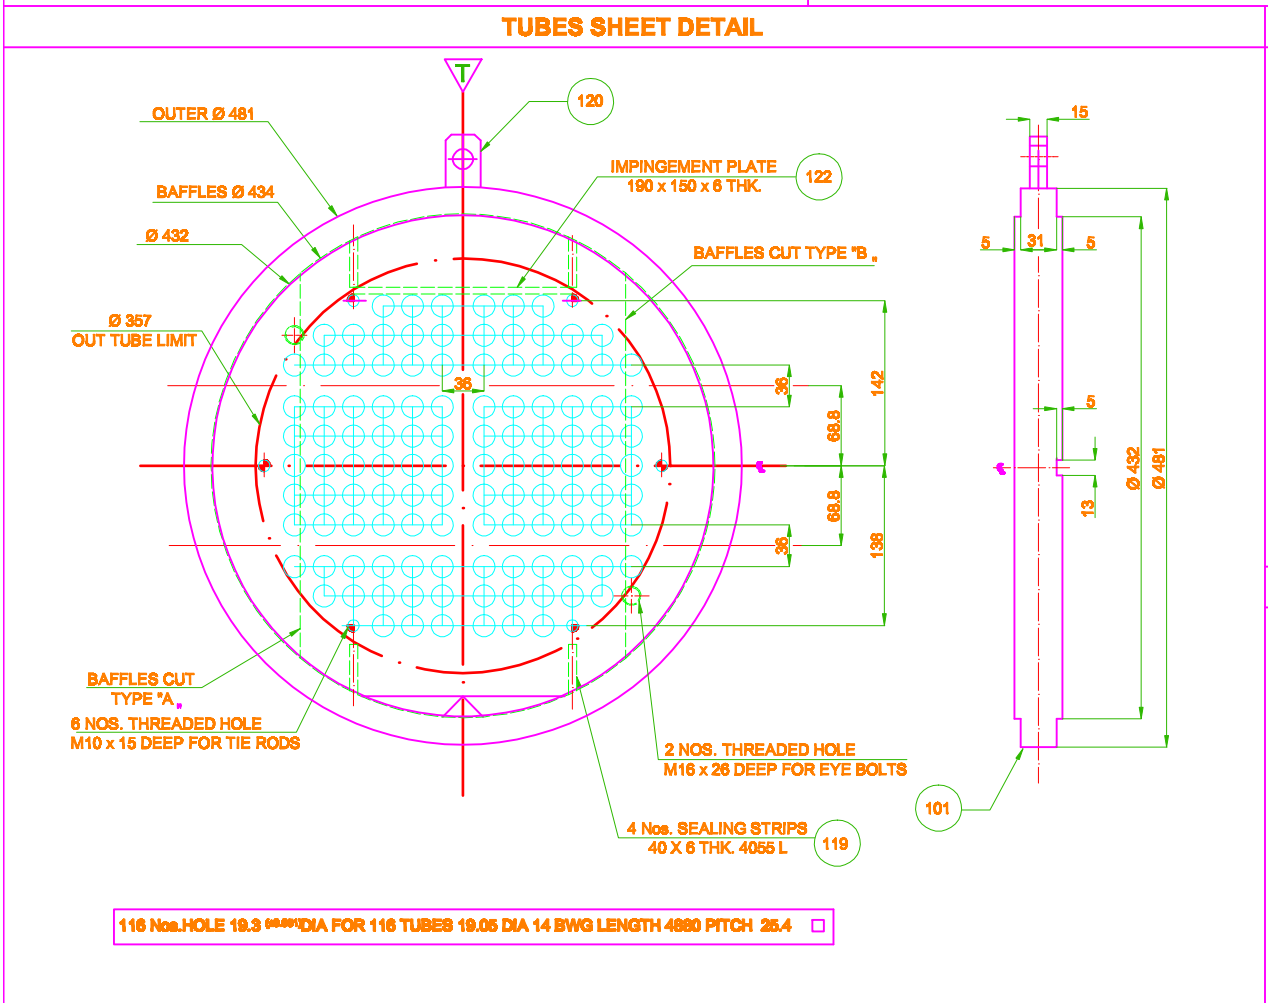 TUBES SHEET DETAIL
T
120
OUTER Ø 481
15
IMPINGEMENT PLATE
190 x 150 x 6 THK.
122
BAFFLES Ø 434
Ø 432
BAFFLES CUT TYPE "B „
5
31
5
Ø 357
OUT TUBE LIMIT
36
36
142
68.8
5
Ø 432
Ø 481
68.8
13
36
138
BAFFLES CUT
TYPE "A „
6 NOS. THREADED HOLE
M10 x 15 DEEP FOR TIE RODS
2 NOS. THREADED HOLE
M16 x 26 DEEP FOR EYE BOLTS
101
4 Nos. SEALING STRIPS
40 X 6 THK. 4055 L
119
116 Nos.HOLE 19.3 DIA FOR 116 TUBES 19.05 DIA 14 BWG LENGTH PITCH 25.4